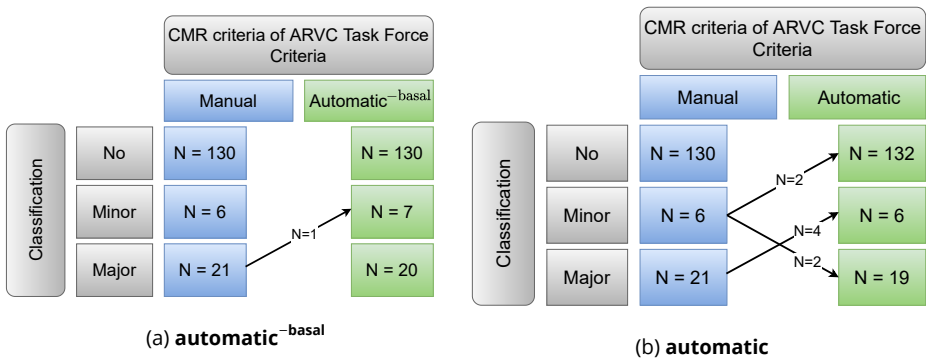 CMR criteria of ARVC Task Force
Criteria
Manual
Automatic⁻ᵇᵃˢᵃˡ
Classification
No
N = 130
N = 130
Minor
N = 6
N = 7
N=1
Major
N = 21
N = 20
(a) automatic⁻ᵇᵃˢᵃˡ
CMR criteria of ARVC Task Force
Criteria
Manual
Automatic
Classification
No
N = 130
N = 132
N=2
Minor
N = 6
N = 6
N=4
N=2
Major
N = 21
N = 19
(b) automatic